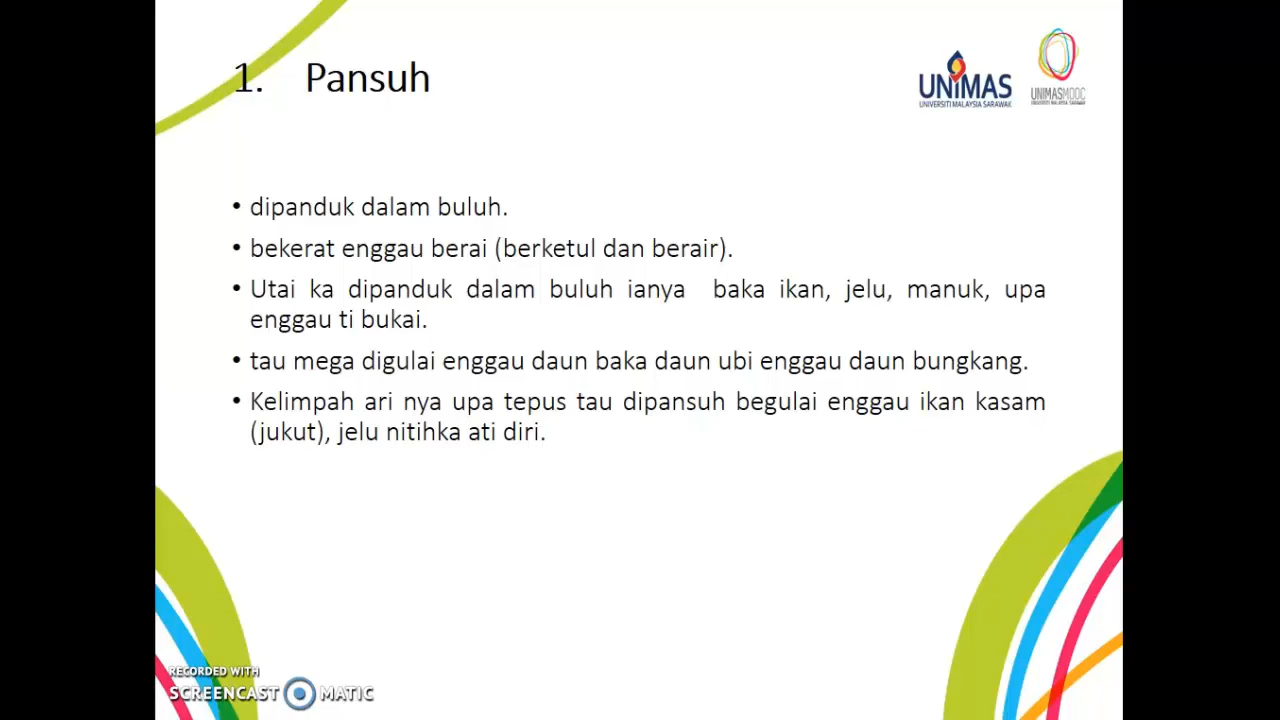 1. Pansuh
UNIMAS
UNIVERSITI MALAYSIA SARAWAK
UNIMASMOOC
UNIVERSITI MALAYSIA SARAWAK
• dipanduk dalam buluh.
• bekerat enggau berai (berketul dan berair).
• Utai ka dipanduk dalam buluh ianya baka ikan, jelu, manuk, upa
enggau ti bukai.
• tau mega digulai enggau daun baka daun ubi enggau daun bungkang.
• Kelimpah ari nya upa tepus tau dipansuh begulai enggau ikan kasam
(jukut), jelu nitihka ati diri.
RECORDED WITH
SCREENCAST MATIC